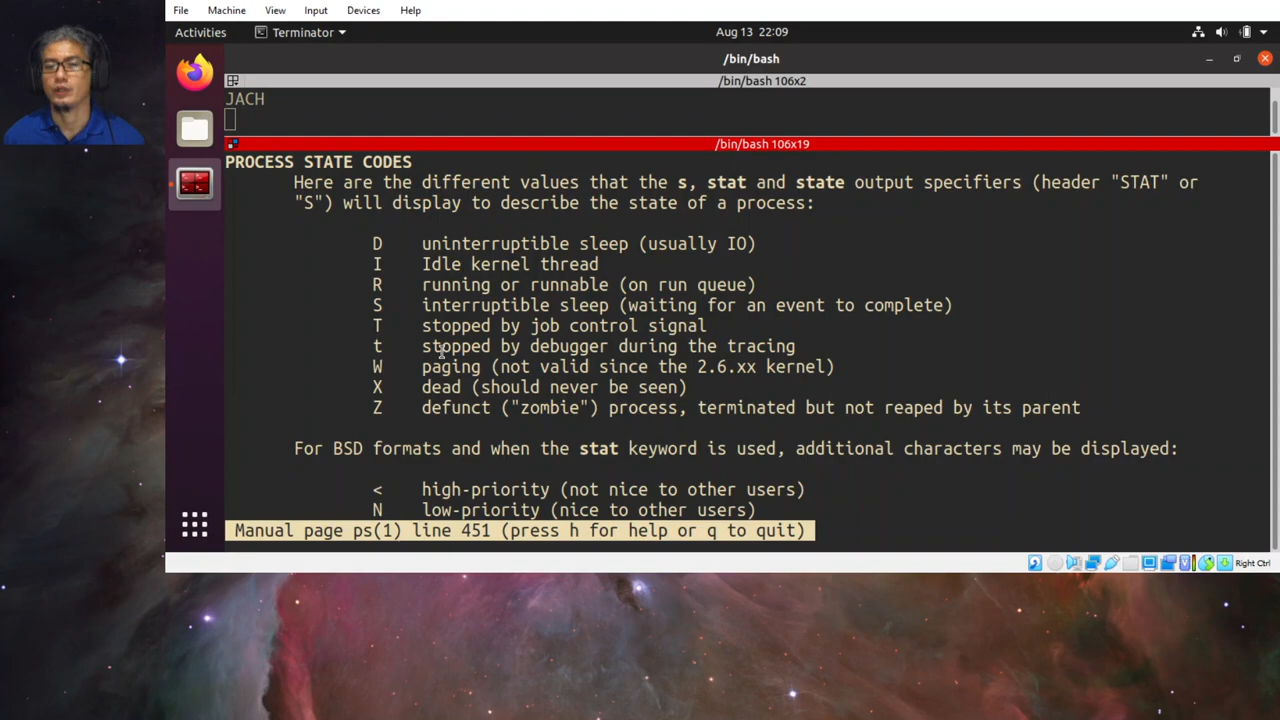 File Machine View Input Devices Help
Activities Terminator Aug 13 22:09
/bin/bash
/bin/bash 106x2
JACH
/bin/bash 106x19
PROCESS STATE CODES
Here are the different values that the s, stat and state output specifiers (header "STAT" or
"S") will display to describe the state of a process:
D uninterruptible sleep (usually IO)
I Idle kernel thread
R running or runnable (on run queue)
S interruptible sleep (waiting for an event to complete)
T stopped by job control signal
t stopped by debugger during the tracing
W paging (not valid since the 2.6.xx kernel)
X dead (should never be seen)
Z defunct ("zombie") process, terminated but not reaped by its parent
For BSD formats and when the stat keyword is used, additional characters may be displayed:
< high-priority (not nice to other users)
N low-priority (nice to other users)
Manual page ps(1) line 451 (press h for help or q to quit)
Right Ctrl